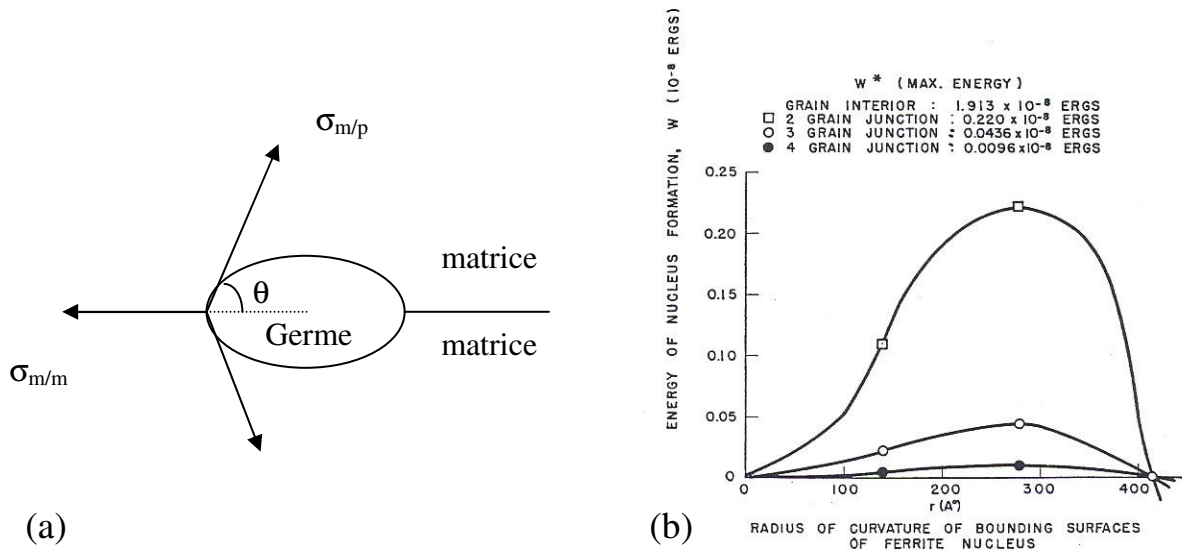 σm/p
matrice
θ
Germe
matrice
σm/m
(a)
ENERGY OF NUCLEUS FORMATION, W (10⁻⁸ ERGS)
W* (MAX. ENERGY)
GRAIN INTERIOR : 1.913 x 10⁻⁸ ERGS
□ 2 GRAIN JUNCTION : 0.220 x 10⁻⁸ ERGS
○ 3 GRAIN JUNCTION : 0.0436 x 10⁻⁸ ERGS
● 4 GRAIN JUNCTION : 0.0096 x 10⁻⁸ ERGS
0.25
0.20
0.15
0.10
0.05
0
0 100 200 300 400
r (A°)
(b)
RADIUS OF CURVATURE OF BOUNDING SURFACES
OF FERRITE NUCLEUS